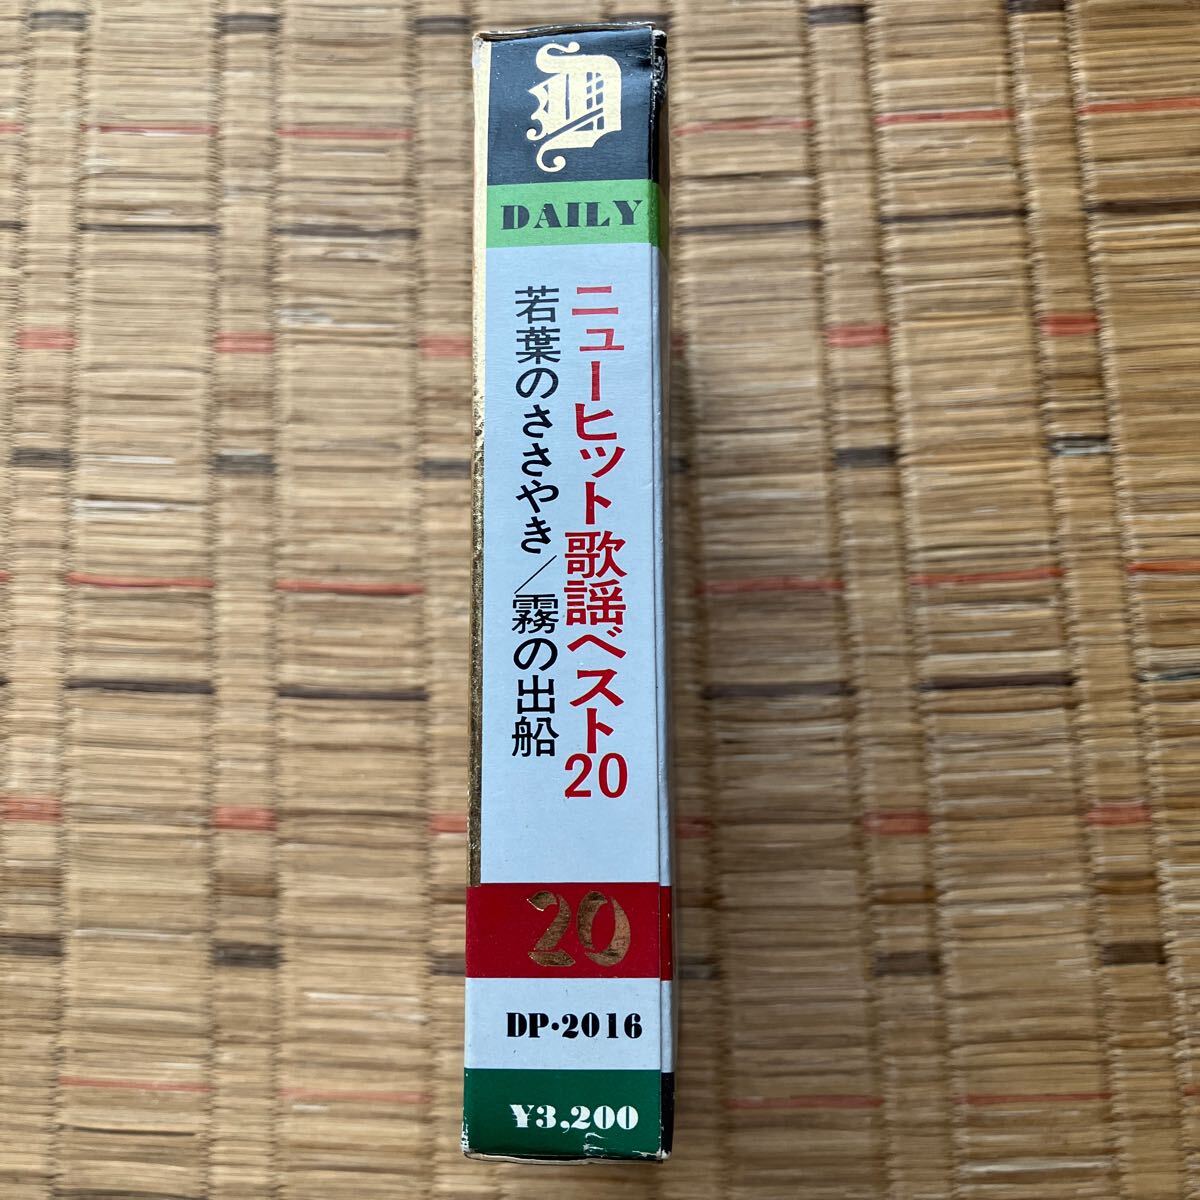 D
DAILY
ニューヒット歌謡ベスト20
若葉のささやき／霧の出船
20
DP•2016
¥3,200